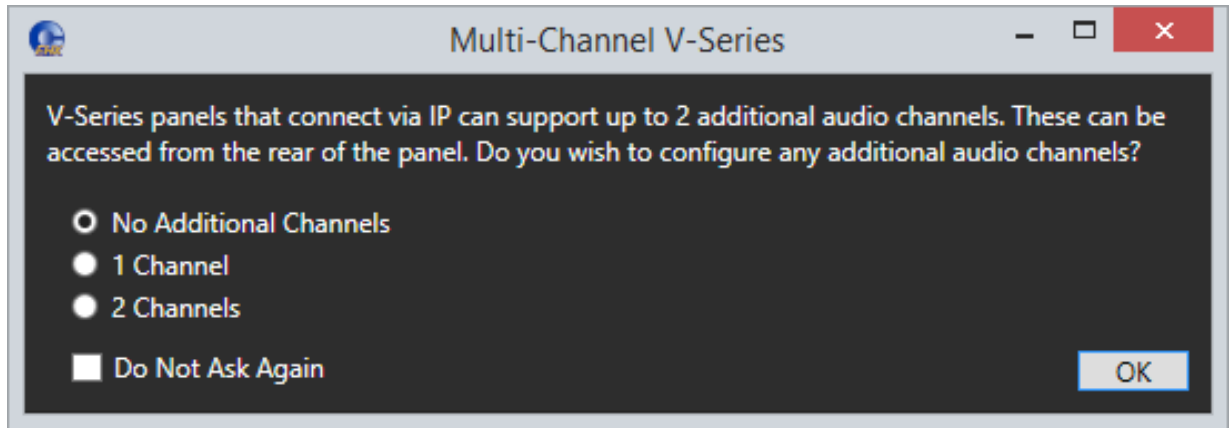 Multi-Channel V-Series
V-Series panels that connect via IP can support up to 2 additional audio channels. These can be
accessed from the rear of the panel. Do you wish to configure any additional audio channels?
No Additional Channels
1 Channel
2 Channels
Do Not Ask Again
OK